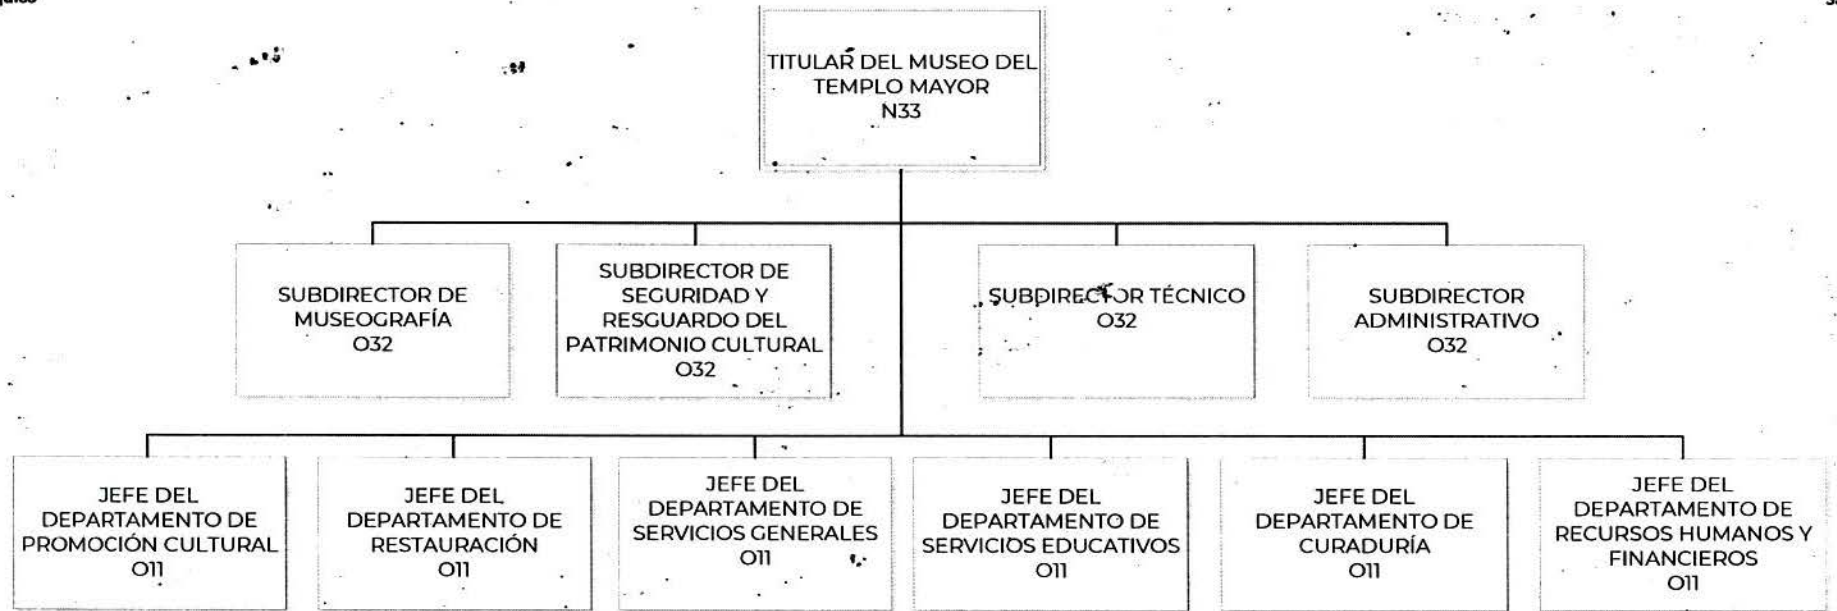 TITULAR DEL MUSEO DEL
TEMPLO MAYOR
N33
SUBDIRECTOR DE
MUSEOGRAFÍA
O32
SUBDIRECTOR DE
SEGURIDAD Y
RESGUARDO DEL
PATRIMONIO CULTURAL
O32
SUBDIRECTOR TÉCNICO
O32
SUBDIRECTOR
ADMINISTRATIVO
O32
JEFE DEL
DEPARTAMENTO DE
PROMOCIÓN CULTURAL
O11
JEFE DEL
DEPARTAMENTO DE
RESTAURACIÓN
O11
JEFE DEL
DEPARTAMENTO DE
SERVICIOS GENERALES
O11
JEFE DEL
DEPARTAMENTO DE
SERVICIOS EDUCATIVOS
O11
JEFE DEL
DEPARTAMENTO DE
CURADURÍA
O11
JEFE DEL
DEPARTAMENTO DE
RECURSOS HUMANOS Y
FINANCIEROS
O11